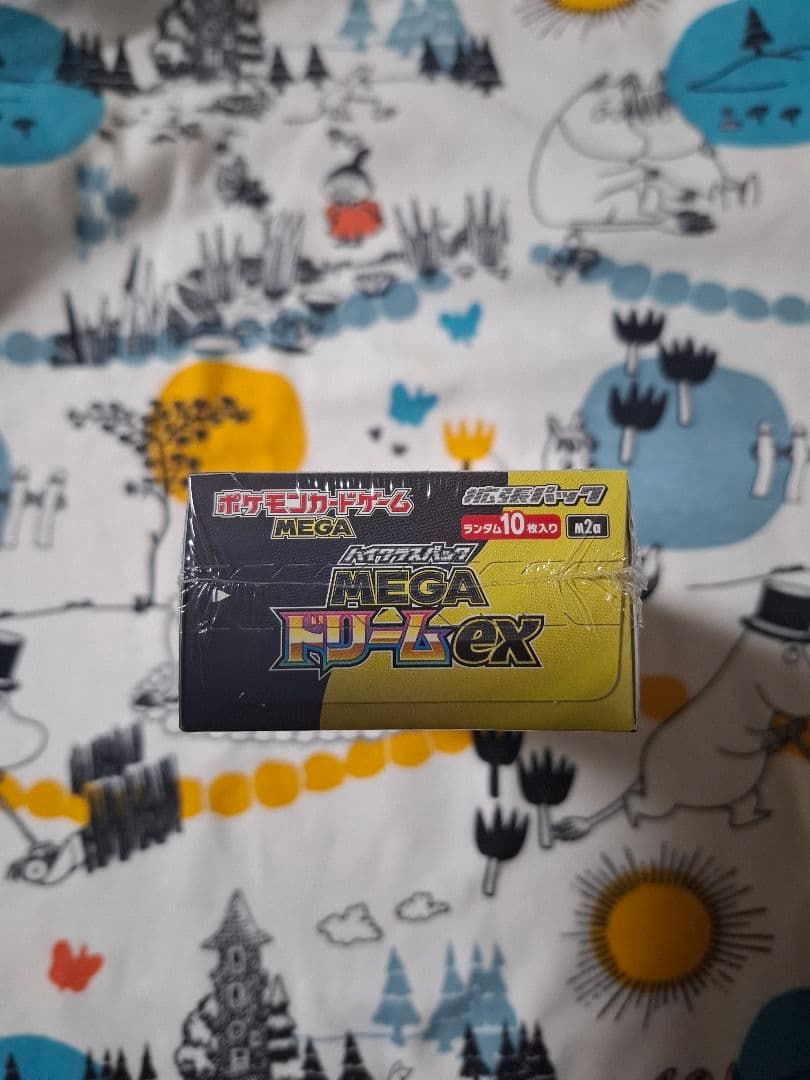 ポケモンカードゲーム
MEGA
拡張パック
ランダム10枚入り
M2a
ハイクラスパック
MEGA
ドリームex